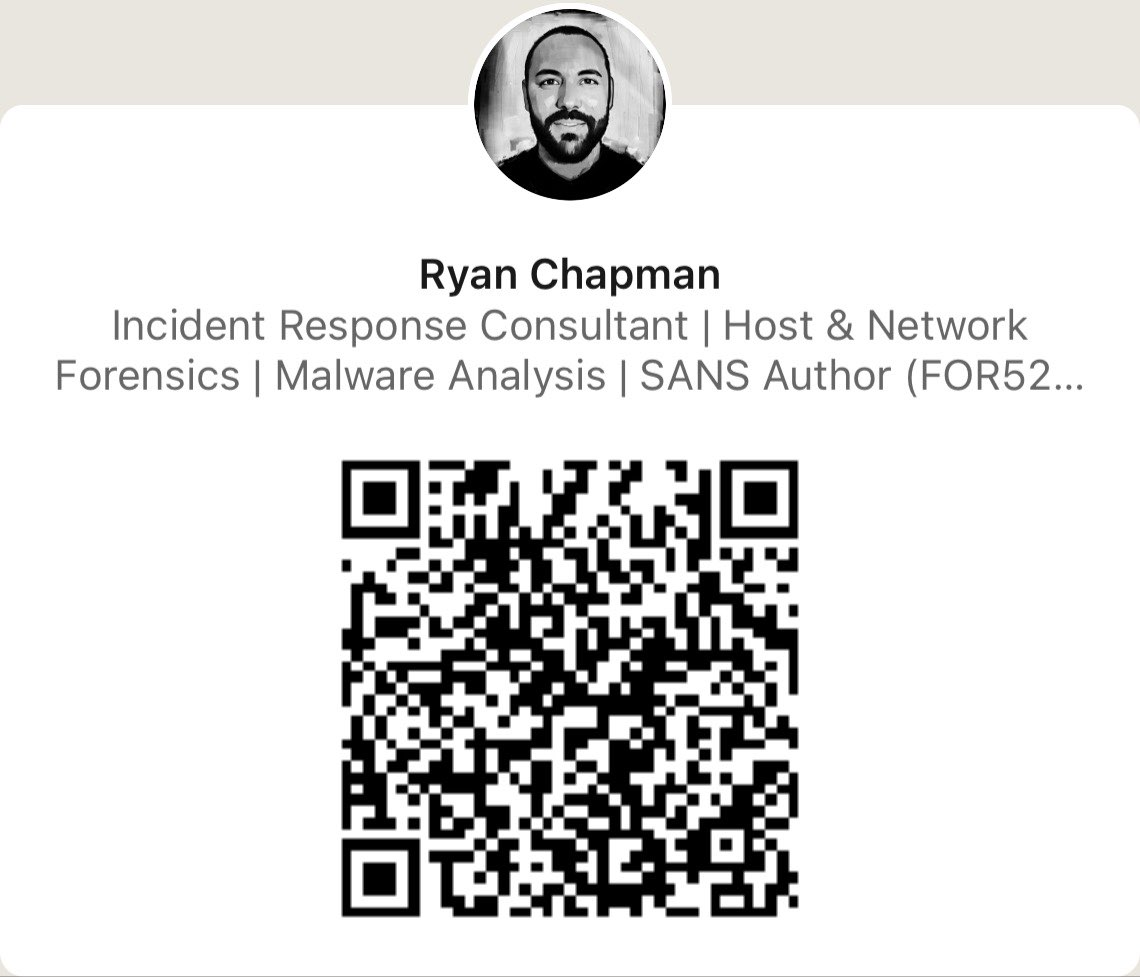 Ryan Chapman
Incident Response Consultant | Host & Network
Forensics | Malware Analysis | SANS Author (FOR52...